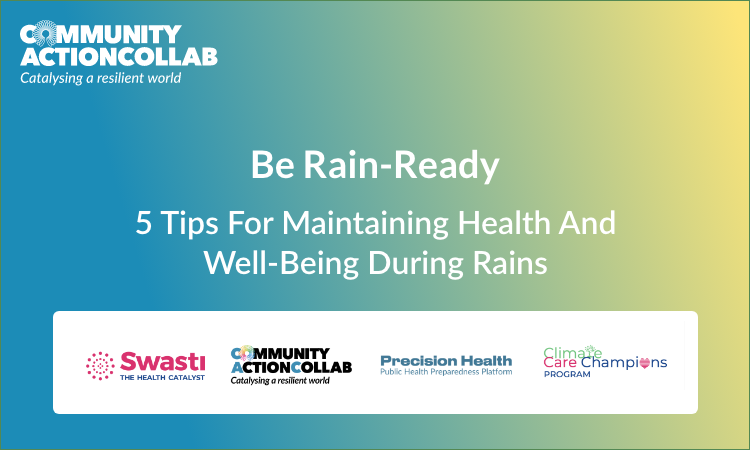 COMMUNITY
ACTIONCOLLAB
Catalysing a resilient world
Be Rain-Ready
5 Tips For Maintaining Health And
Well-Being During Rains
Swasti
THE HEALTH CATALYST
COMMUNITY
ACTIONCOLLAB
Catalysing a resilient world
Precision Health
Public Health Preparedness Platform
Climate
Care Champions
PROGRAM